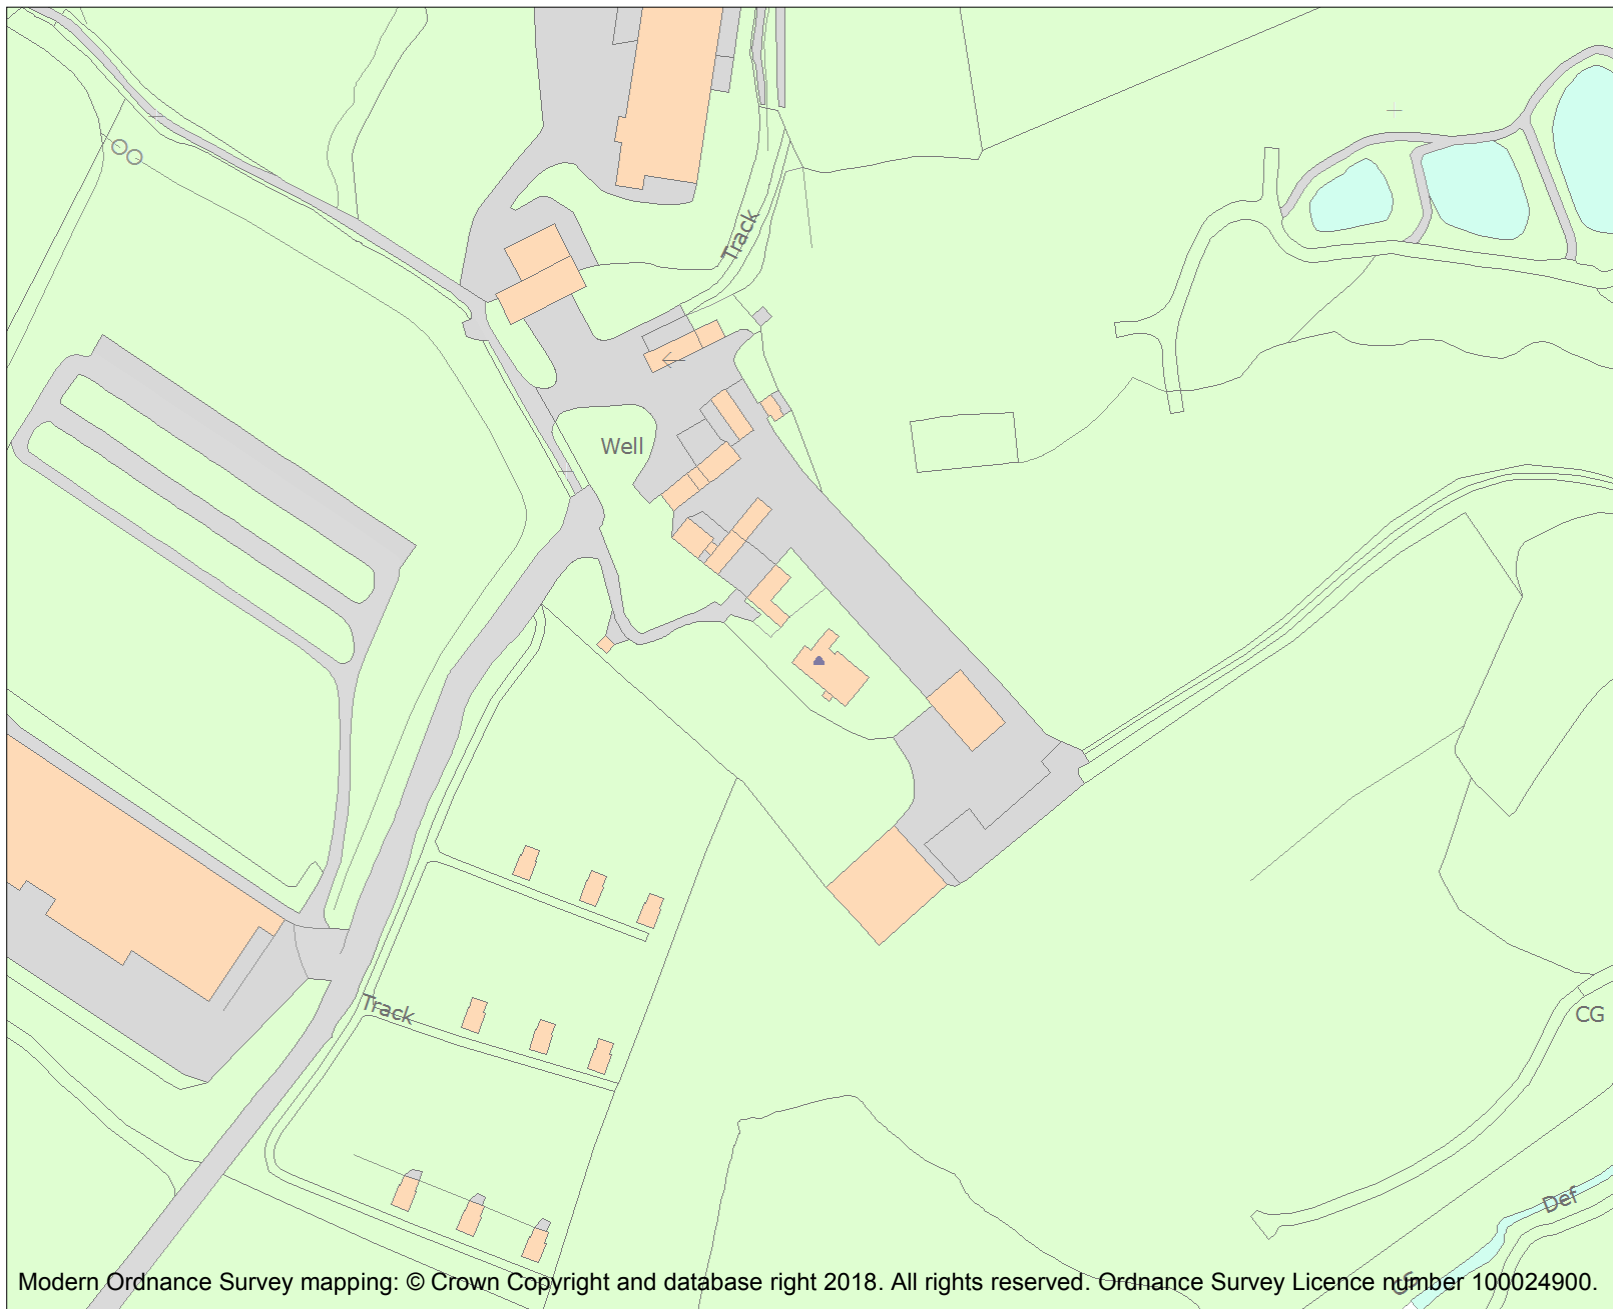 Track
Well
Track
CG
Def
CS
Modern Ordnance Survey mapping: © Crown Copyright and database right 2018. All rights reserved. Ordnance Survey Licence number 100024900.